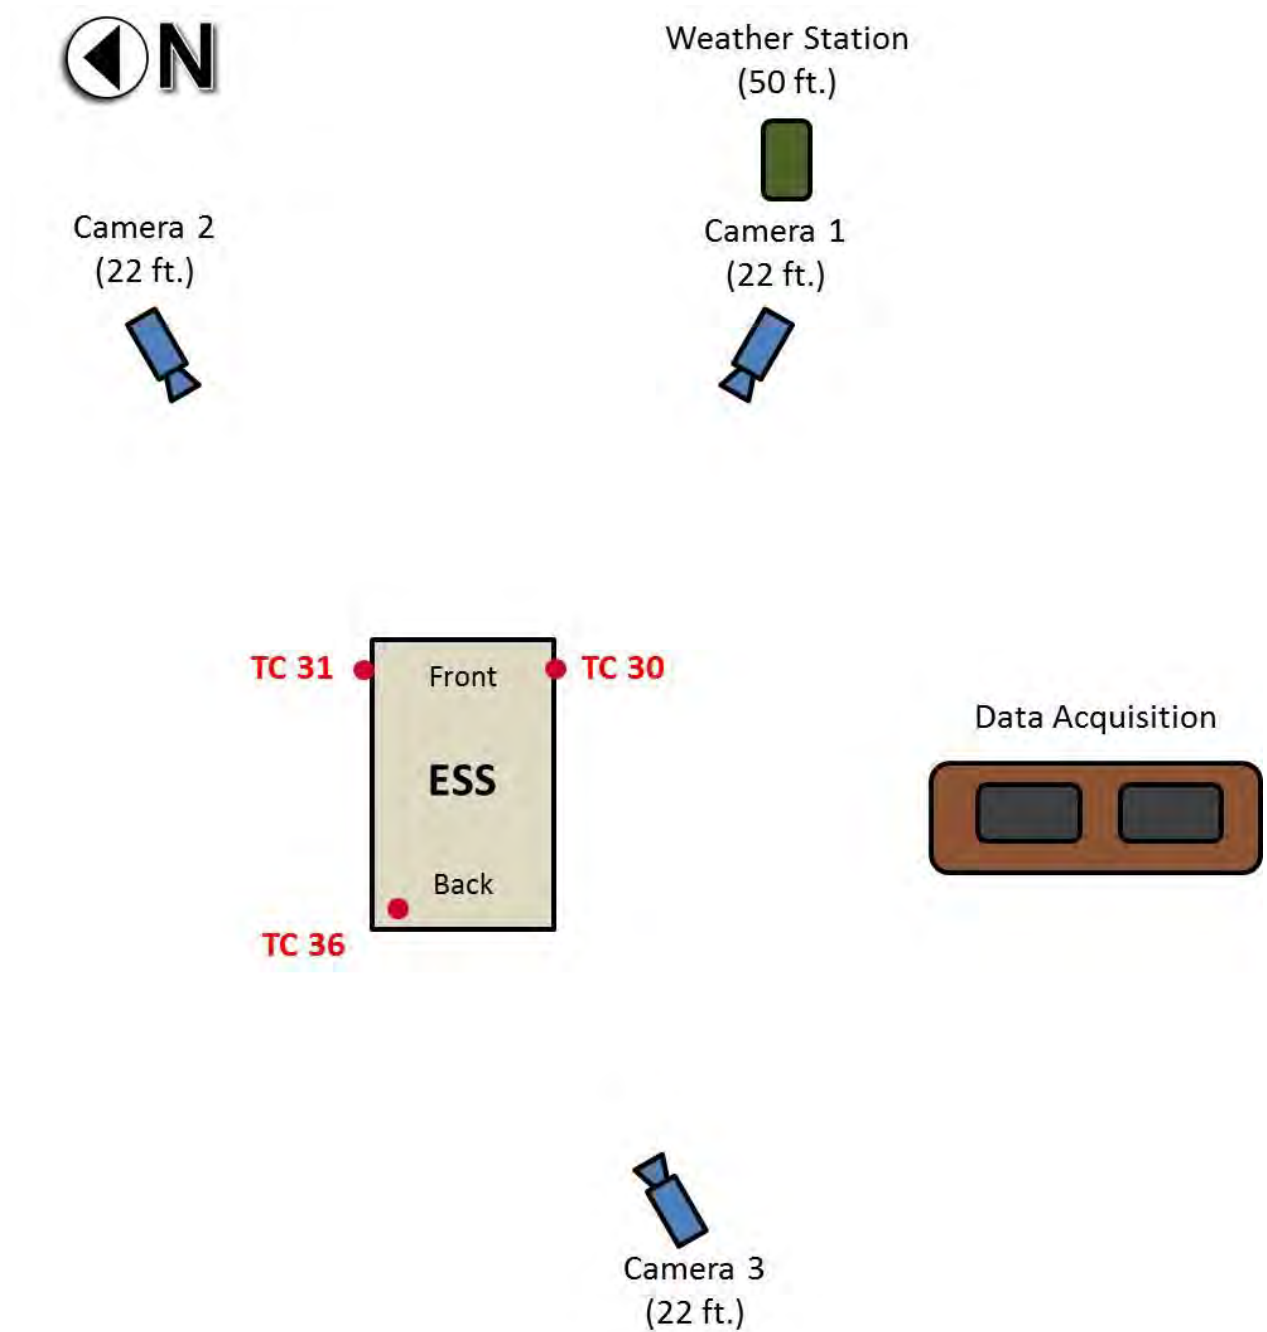 N
Weather Station
(50 ft.)
Camera 2
(22 ft.)
Camera 1
(22 ft.)
TC 31
Front
TC 30
ESS
Data Acquisition
Back
TC 36
Camera 3
(22 ft.)